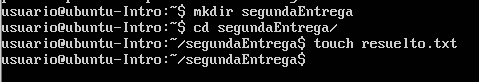 usuario@ubuntu-Intro:~$ mkdir segundaEntrega
usuario@ubuntu-Intro:~$ cd segundaEntrega/
usuario@ubuntu-Intro:~/segundaEntrega$ touch resuelto.txt
usuario@ubuntu-Intro:~/segundaEntrega$